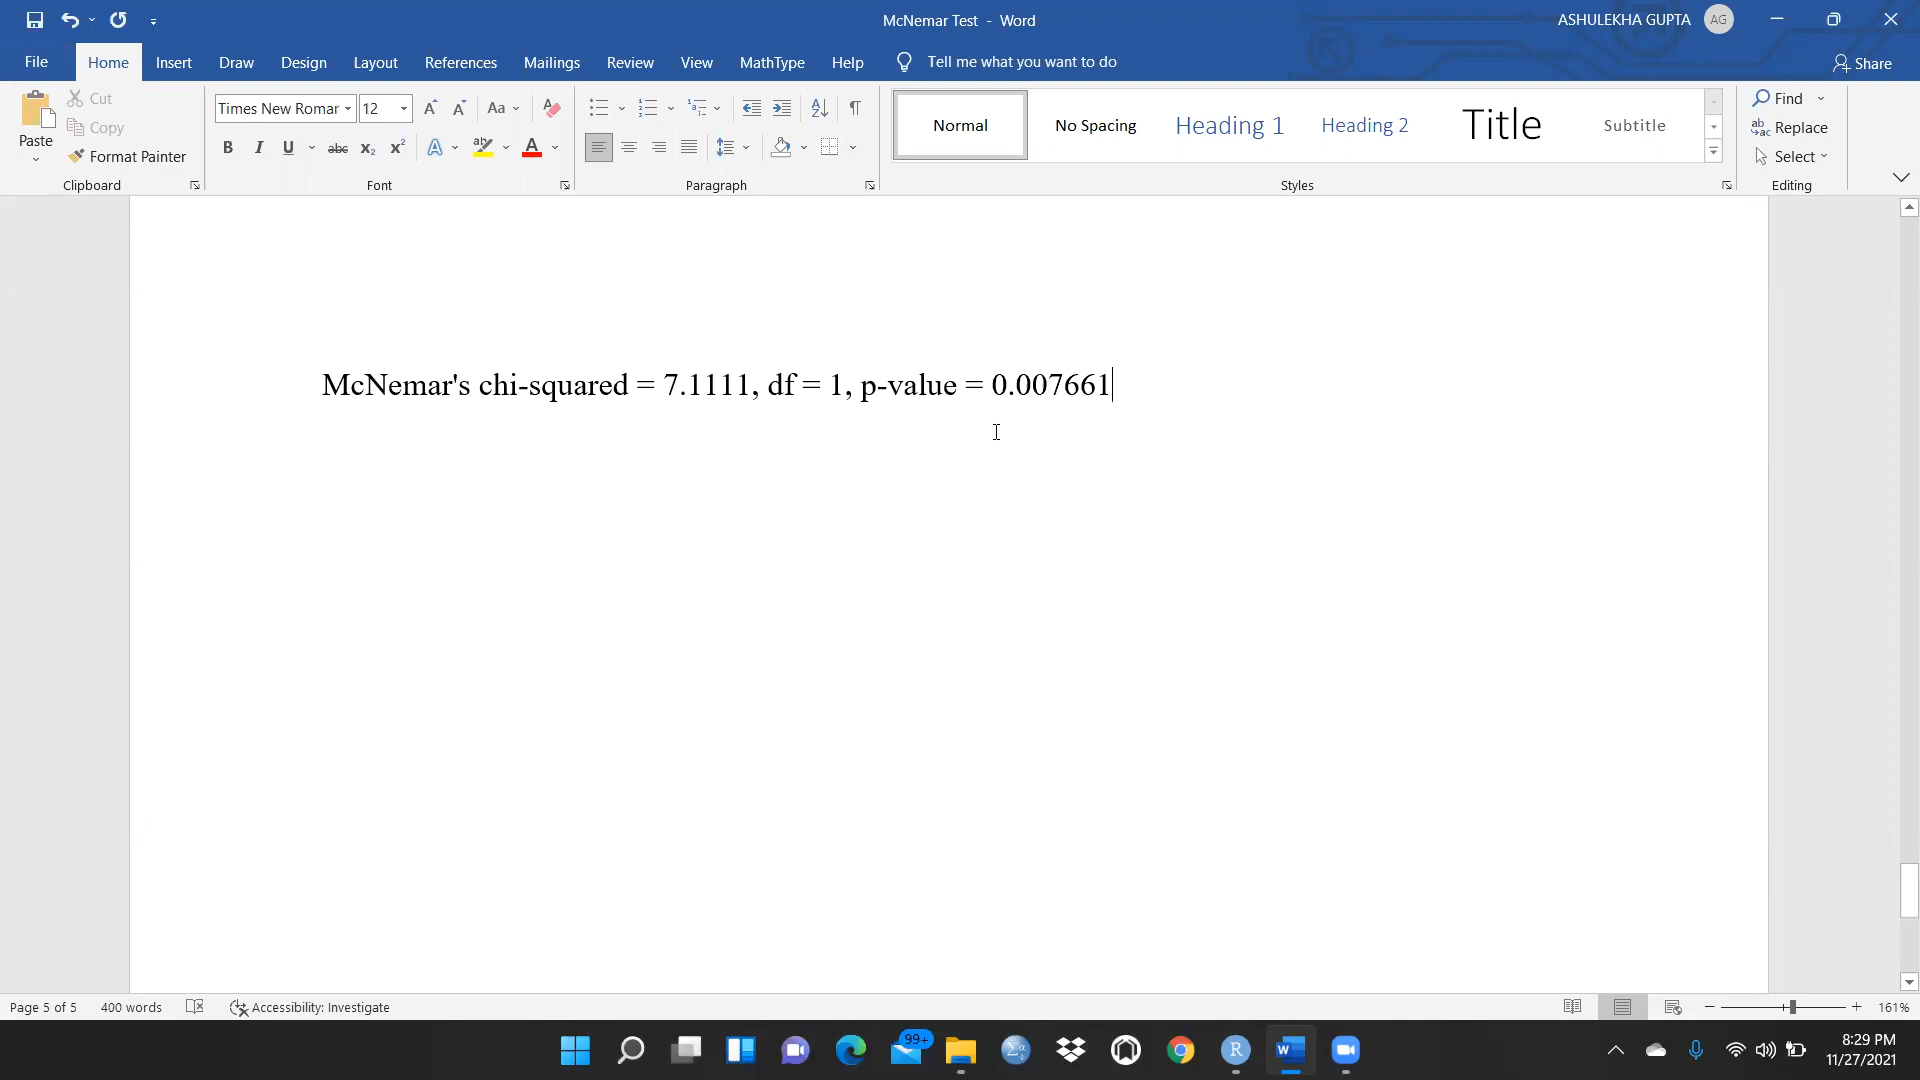 McNemar Test - Word
ASHULEKHA GUPTA
AG
File
Home
Insert
Draw
Design
Layout
References
Mailings
Review
View
MathType
Help
Tell me what you want to do
Share
Paste
Cut
Copy
Format Painter
Clipboard
Times New Romar
12
Aa
Font
Paragraph
Normal
No Spacing
Heading 1
Heading 2
Title
Subtitle
Styles
Find
Replace
Select
Editing
McNemar's chi-squared = 7.1111, df = 1, p-value = 0.007661
Page 5 of 5
400 words
Accessibility: Investigate
161%
99+
8:29 PM
11/27/2021